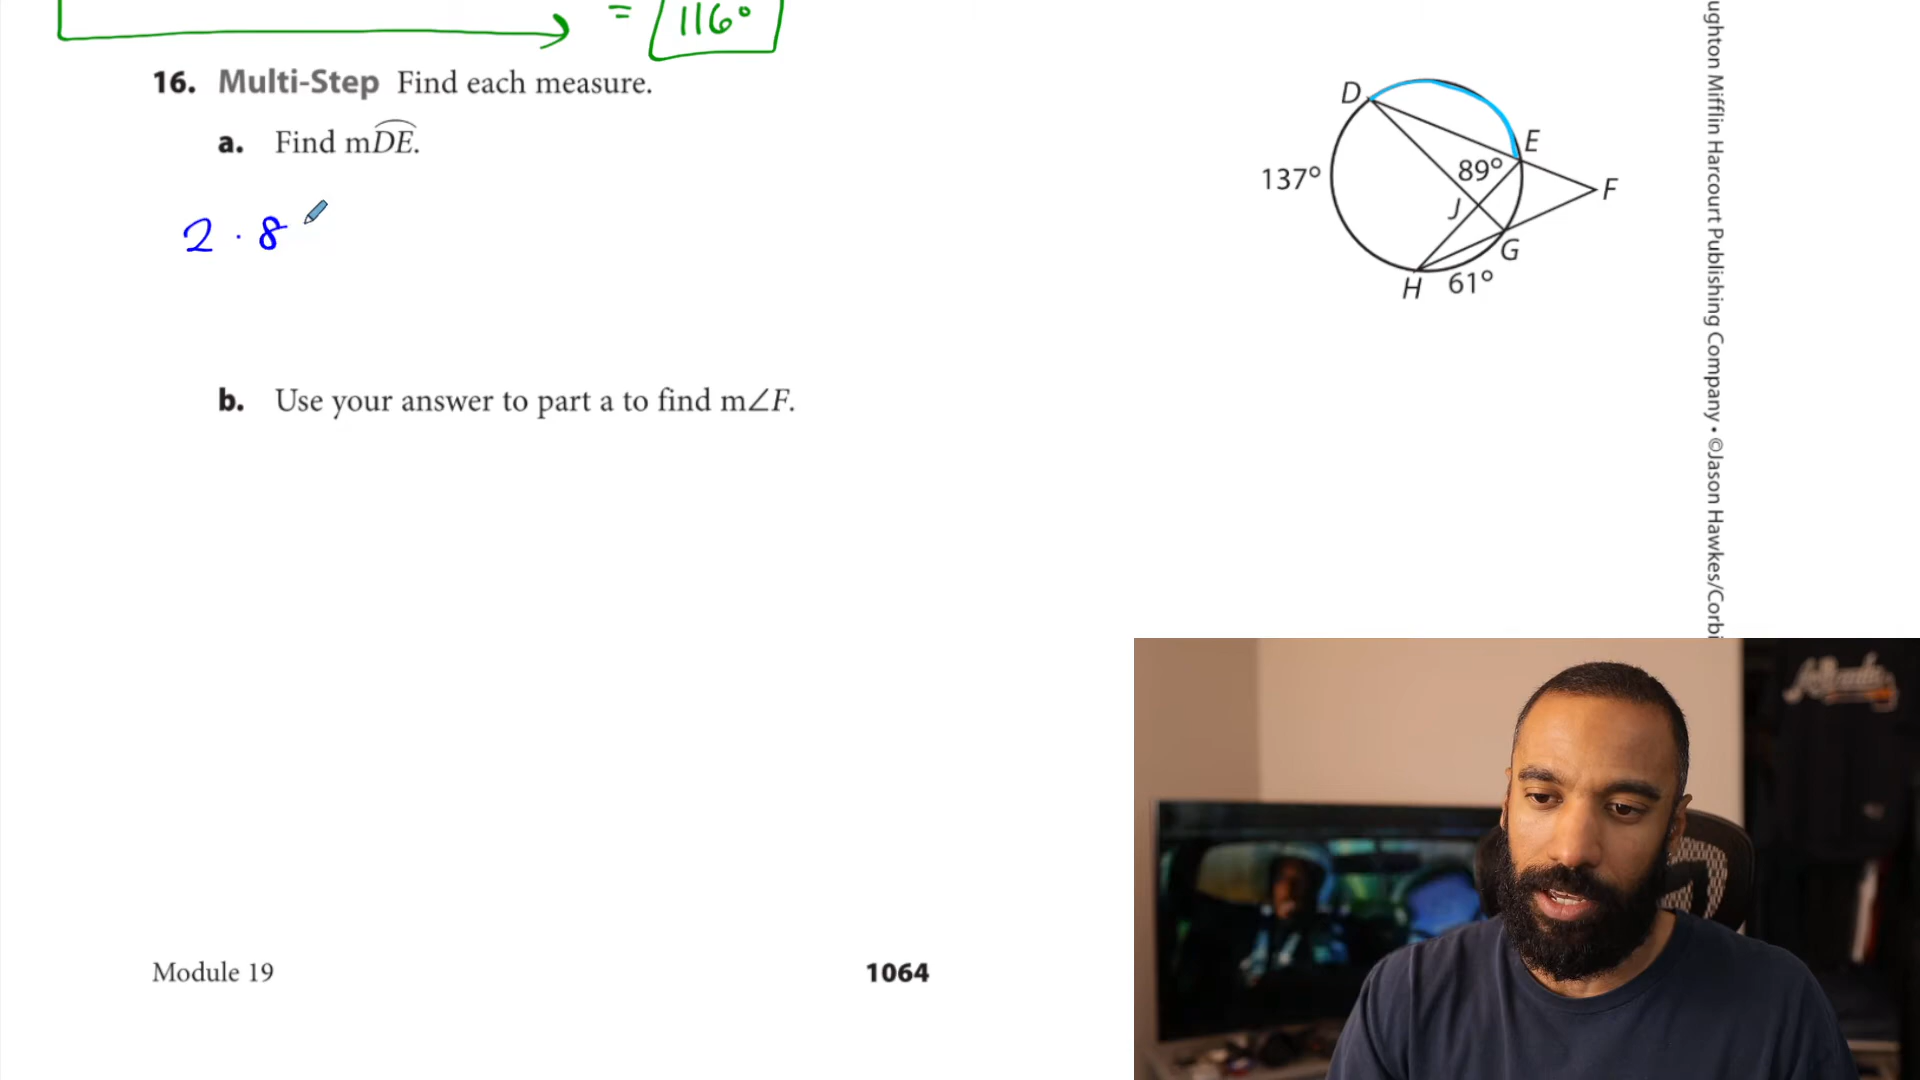 = 116°
16. Multi-Step Find each measure.
a. Find mDE.
2 · 8
b. Use your answer to part a to find m∠F.
D
E
89°
137°
F
J
G
H 61°
ughton Mifflin Harcourt Publishing Company • ©Jason Hawkes/Corbi
Module 19
1064